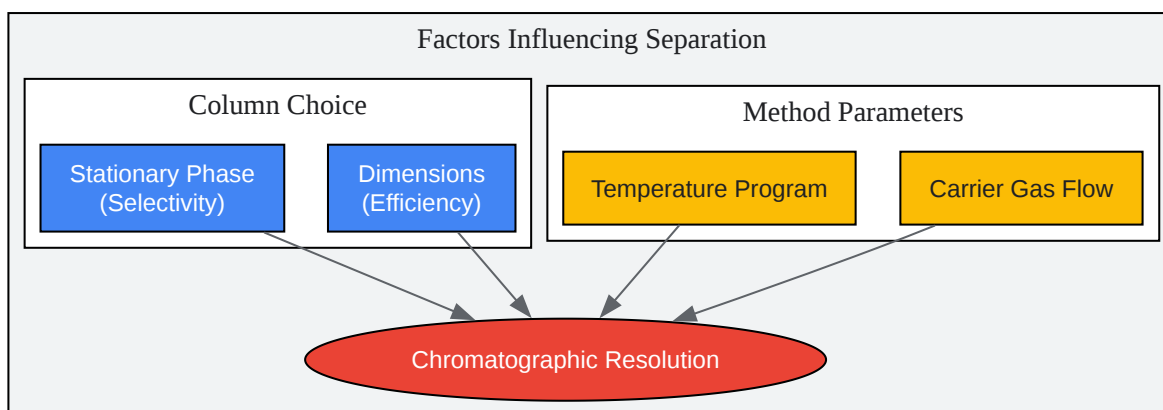 Factors Influencing Separation
Column Choice
Stationary Phase
(Selectivity)
Dimensions
(Efficiency)
Method Parameters
Temperature Program
Carrier Gas Flow
Chromatographic Resolution